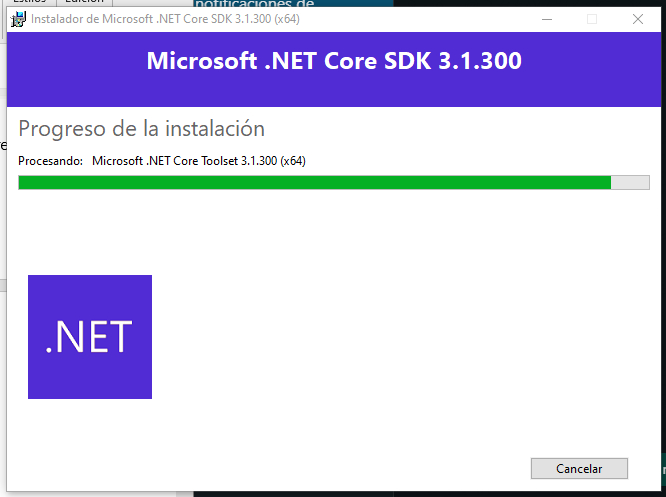 Estilos Edición
notificaciones de
Instalador de Microsoft .NET Core SDK 3.1.300 (x64)
Microsoft .NET Core SDK 3.1.300
Progreso de la instalación
Procesando: Microsoft .NET Core Toolset 3.1.300 (x64)
.NET
Cancelar